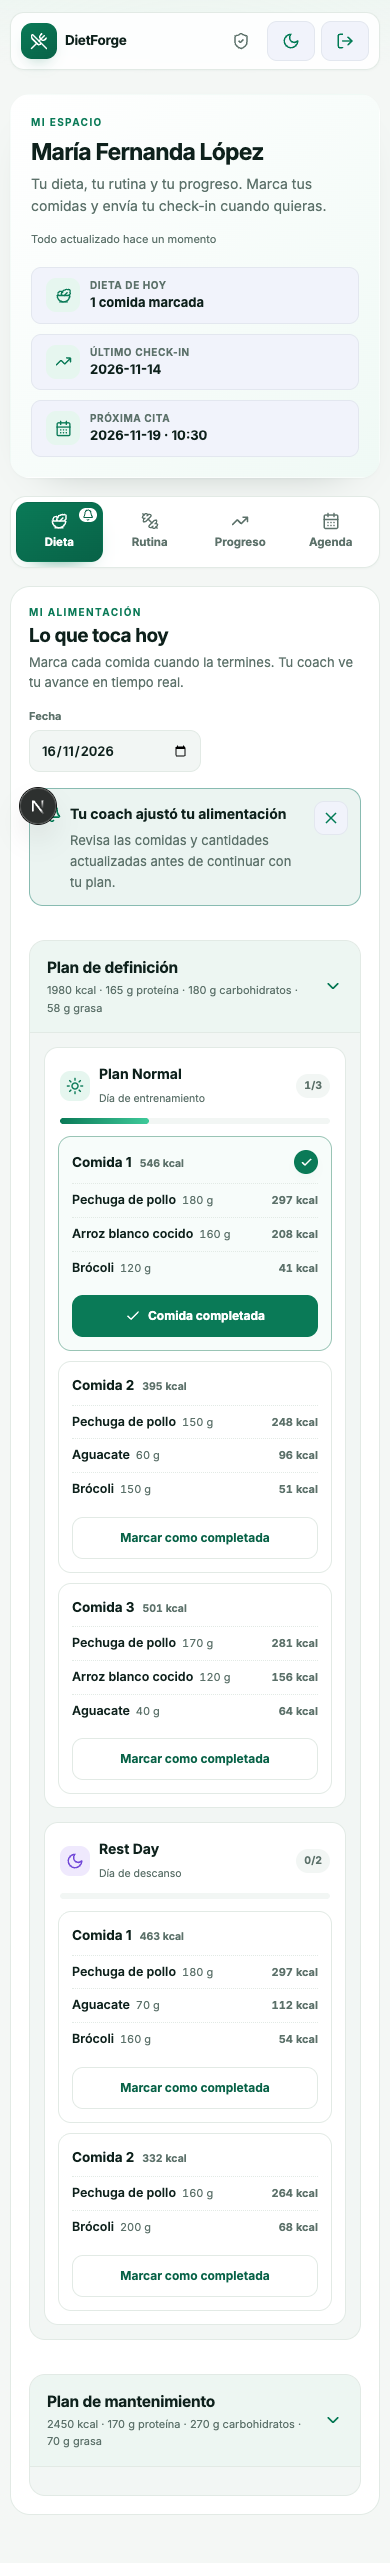 DietForge
MI ESPACIO
María Fernanda López
Tu dieta, tu rutina y tu progreso. Marca tus
comidas y envía tu check-in cuando quieras.
Todo actualizado hace un momento
DIETA DE HOY
1 comida marcada
ÚLTIMO CHECK-IN
2026-11-14
PRÓXIMA CITA
2026-11-19 · 10:30
Dieta
Rutina
Progreso
Agenda
MI ALIMENTACIÓN
Lo que toca hoy
Marca cada comida cuando la termines. Tu coach ve
tu avance en tiempo real.
Fecha
16/11/2026
N
Tu coach ajustó tu alimentación
Revisa las comidas y cantidades
actualizadas antes de continuar con
tu plan.
Plan de definición
1980 kcal · 165 g proteína · 180 g carbohidratos ·
58 g grasa
Plan Normal
Día de entrenamiento
1/3
Comida 1 546 kcal
Pechuga de pollo 180 g 297 kcal
Arroz blanco cocido 160 g 208 kcal
Brócoli 120 g 41 kcal
Comida completada
Comida 2 395 kcal
Pechuga de pollo 150 g 248 kcal
Aguacate 60 g 96 kcal
Brócoli 150 g 51 kcal
Marcar como completada
Comida 3 501 kcal
Pechuga de pollo 170 g 281 kcal
Arroz blanco cocido 120 g 156 kcal
Aguacate 40 g 64 kcal
Marcar como completada
Rest Day
Día de descanso
0/2
Comida 1 463 kcal
Pechuga de pollo 180 g 297 kcal
Aguacate 70 g 112 kcal
Brócoli 160 g 54 kcal
Marcar como completada
Comida 2 332 kcal
Pechuga de pollo 160 g 264 kcal
Brócoli 200 g 68 kcal
Marcar como completada
Plan de mantenimiento
2450 kcal · 170 g proteína · 270 g carbohidratos ·
70 g grasa